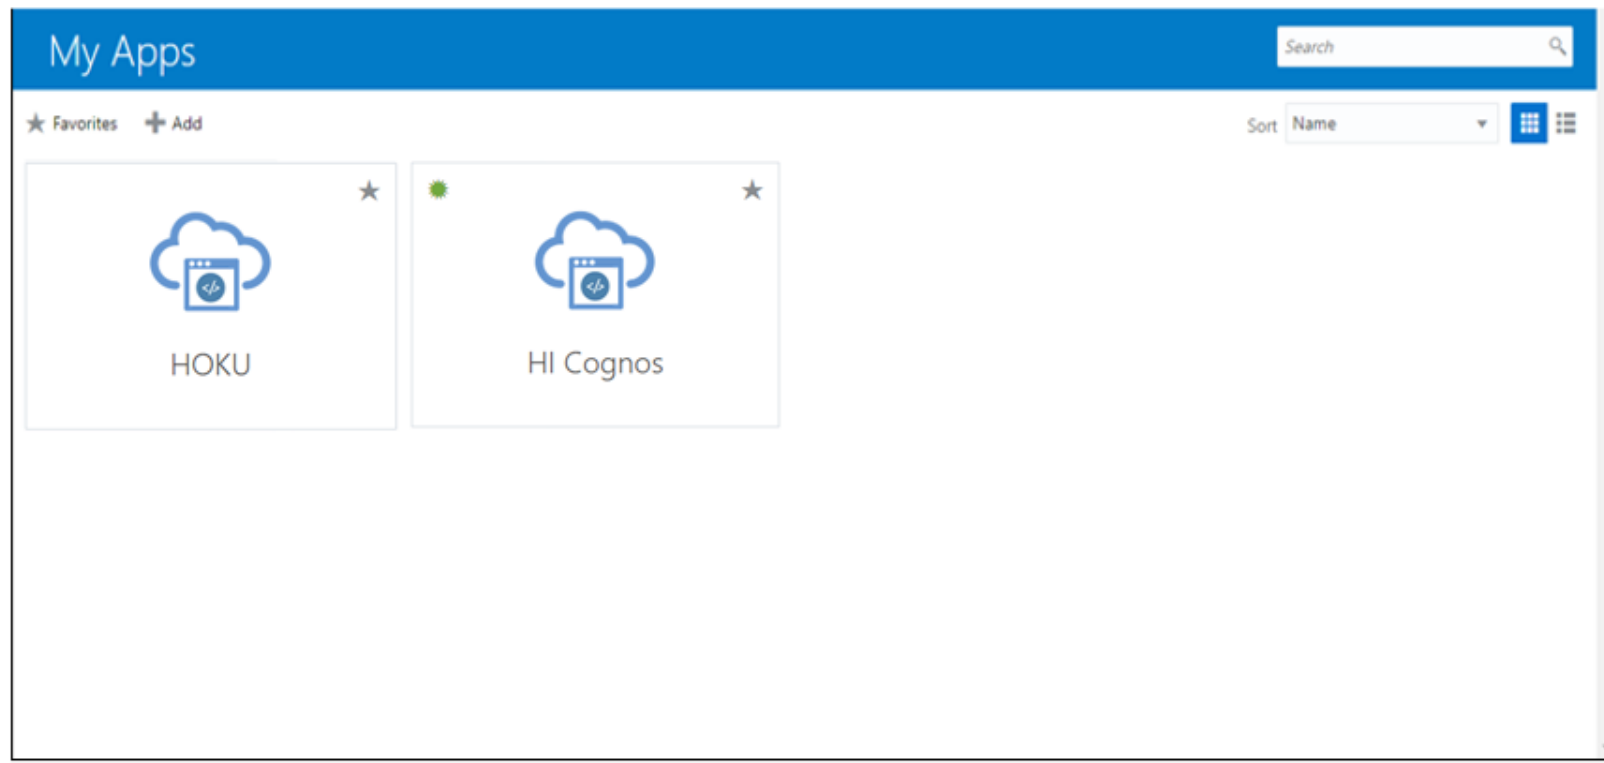 My Apps
Search
Favorites
Add
Sort
Name
HOKU
HI Cognos